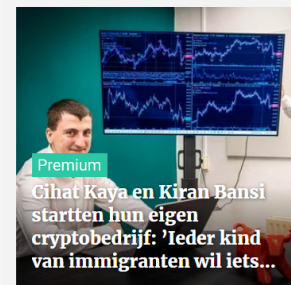 Premium
Cihat Kaya en Kiran Bansi
startten hun eigen
cryptobedrijf: ’Ieder kind
van immigranten wil iets...